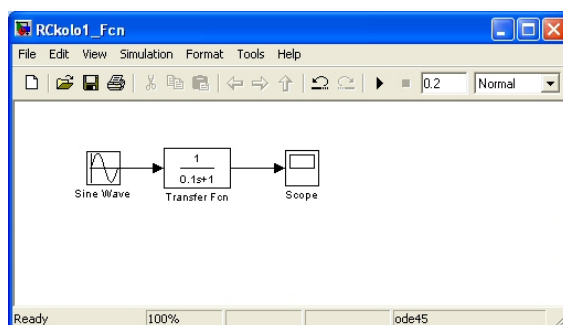 RCkolo1_Fcn
File Edit View Simulation Format Tools Help
0.2 Normal
1
0.1s+1
Sine Wave Transfer Fcn Scope
Ready 100% ode45